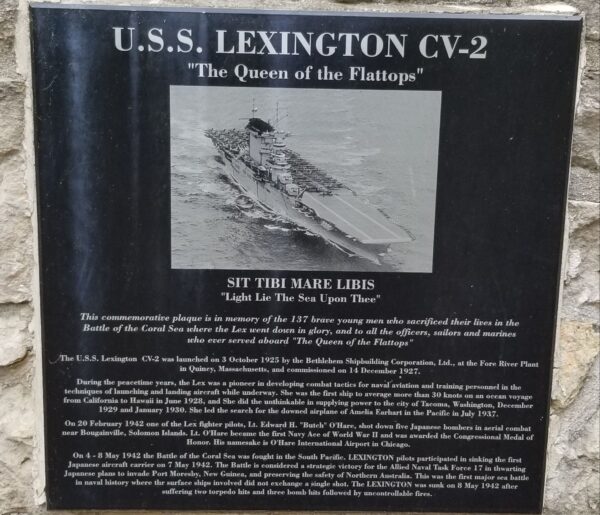 U.S.S. LEXINGTON CV-2
"The Queen of the Flattops"
SIT TIBI MARE LIBIS
"Light Lie The Sea Upon Thee"
This commemorative plaque is in memory of the 137 brave young men who sacrificed their lives in the
Battle of the Coral Sea where the Lex went down in glory, and to all the officers, sailors and marines
who ever served aboard "The Queen of the Flattops"
The U.S.S. Lexington CV-2 was launched on 3 October 1925 by the Bethlehem Shipbuilding Corporation, Ltd., at the Fore River Plant
in Quincy, Massachusetts, and commissioned on 14 December 1927.
During the peacetime years, the Lex was a pioneer in developing combat tactics for naval aviation and training personnel in the
techniques of launching and landing aircraft while underway. She was the first ship to average more than 30 knots on an ocean voyage
from California to Hawaii in June 1928, and She did the unthinkable in supplying power to the city of Tacoma, Washington, December
1929 and January 1930. She led the search for the downed airplane of Amelia Earhart in the Pacific in July 1937.
On 20 February 1942 one of the Lex fighter pilots, Lt. Edward H. "Butch" O'Hare, shot down five Japanese bombers in aerial combat
near Bougainville, Solomon Islands. Lt. O'Hare became the first Navy Ace of World War II and was awarded the Congressional Medal of
Honor. His namesake is O'Hare International Airport in Chicago.
On 4 - 8 May 1942 the Battle of the Coral Sea was fought in the South Pacific. LEXINGTON pilots participated in sinking the first
Japanese aircraft carrier on 7 May 1942. The Battle is considered a strategic victory for the Allied Naval Task Force 17 in thwarting
Japanese plans to invade Port Moresby, New Guinea, and preserving the safety of Northern Australia. This was the first major sea battle
in naval history where the surface ships involved did not exchange a single shot. The LEXINGTON was sunk on 8 May 1942 after
suffering two torpedo hits and three bomb hits followed by uncontrollable fires.